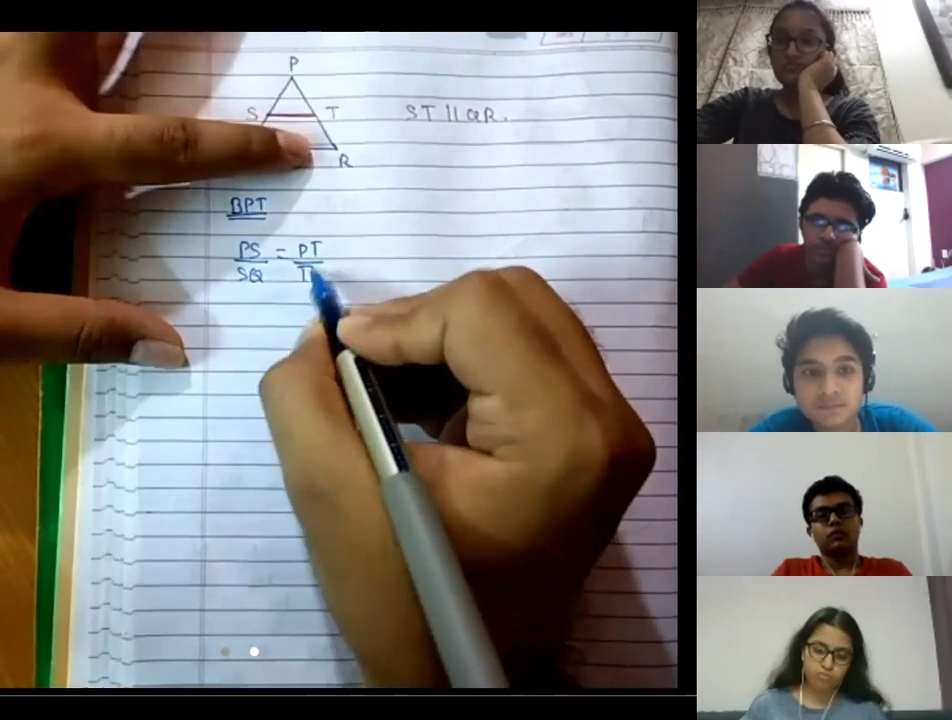 P
S T ST || QR.
R
BPT
PS = PT
SQ T